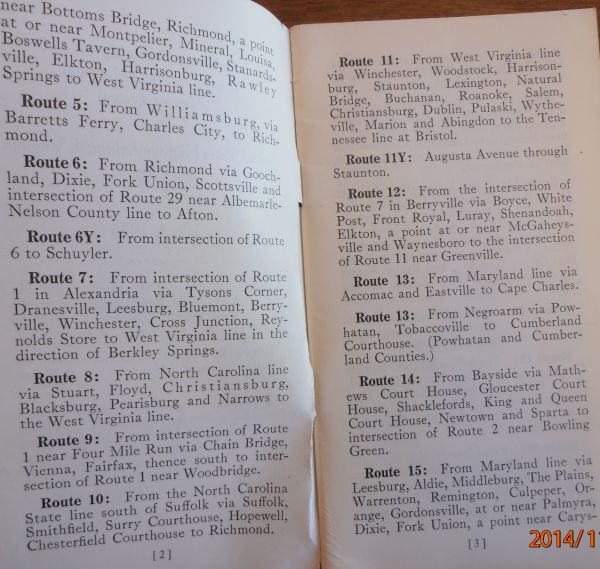 near Bottoms Bridge, Richmond, a point
at or near Montpelier, Mineral, Louisa,
Boswells Tavern, Gordonsville, Stanards-
ville, Elkton, Harrisonburg, Rawley
Springs to West Virginia line.
Route 5: From Williamsburg, via
Barretts Ferry, Charles City, to Rich-
mond.
Route 6: From Richmond via Gooch-
land, Dixie, Fork Union, Scottsville and
intersection of Route 29 near Albemarle-
Nelson County line to Afton.
Route 6Y: From intersection of Route
6 to Schuyler.
Route 7: From intersection of Route
1 in Alexandria via Tysons Corner,
Dranesville, Leesburg, Bluemont, Berry-
ville, Winchester, Cross Junction, Rey-
nolds Store to West Virginia line in the
direction of Berkley Springs.
Route 8: From North Carolina line
via Stuart, Floyd, Christiansburg,
Blacksburg, Pearisburg and Narrows to
the West Virginia line.
Route 9: From intersection of Route
1 near Four Mile Run via Chain Bridge,
Vienna, Fairfax, thence south to inter-
section of Route 1 near Woodbridge.
Route 10: From the North Carolina
State line south of Suffolk via Suffolk,
Smithfield, Surry Courthouse, Hopewell,
Chesterfield Courthouse to Richmond.
[2]
Route 11: From West Virginia line
via Winchester, Woodstock, Harrison-
burg, Staunton, Lexington, Natural
Bridge, Buchanan, Roanoke, Salem,
Christiansburg, Dublin, Pulaski, Wythe-
ville, Marion and Abingdon to the Ten-
nessee line at Bristol.
Route 11Y: Augusta Avenue through
Staunton.
Route 12: From the intersection of
Route 7 in Berryville via Boyce, White
Post, Front Royal, Luray, Shenandoah,
Elkton, a point at or near McGaheys-
ville and Waynesboro to the intersection
of Route 11 near Greenville.
Route 13: From Maryland line via
Accomac and Eastville to Cape Charles.
Route 13: From Negroarm via Pow-
hatan, Tobaccoville to Cumberland
Courthouse. (Powhatan and Cumber-
land Counties.)
Route 14: From Bayside via Math-
ews Court House, Gloucester Court
House, Shacklefords, King and Queen
Court House, Newtown and Sparta to
intersection of Route 2 near Bowling
Green.
Route 15: From Maryland line via
Leesburg, Aldie, Middleburg, The Plains,
Warrenton, Remington, Culpeper, Or-
ange, Gordonsville, at or near Palmyra,
Dixie, Fork Union, a point near Carys-
[3]
2014/1